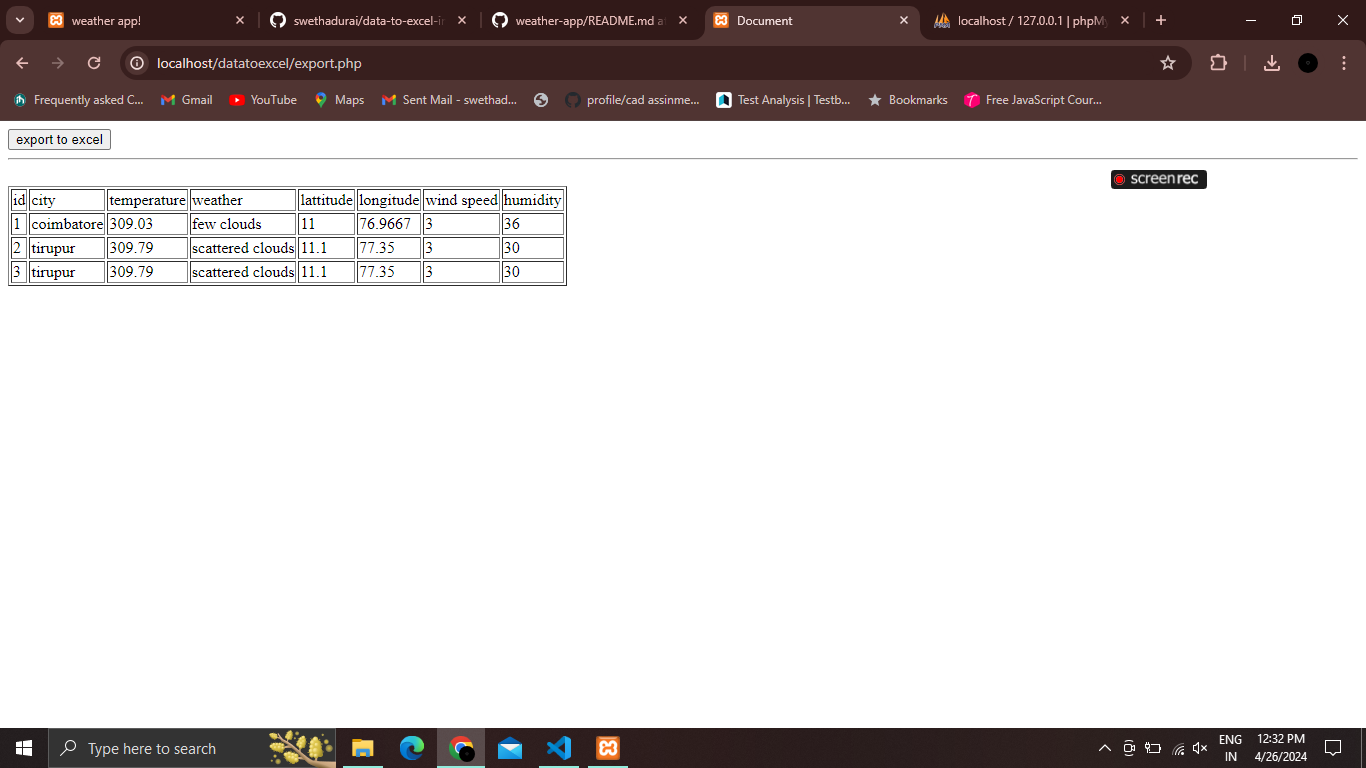 weather app!
swethadurai/data-to-excel-in
weather-app/README.md at
Document
localhost / 127.0.0.1 | phpMy
localhost/datatoexcel/export.php
Frequently asked C...
Gmail
YouTube
Maps
Sent Mail - swethad...
profile/cad assinme...
Test Analysis | Testb...
Bookmarks
Free JavaScript Cour...
export to excel
screenrec
id city temperature weather lattitude longitude wind speed humidity
1 coimbatore 309.03 few clouds 11 76.9667 3 36
2 tirupur 309.79 scattered clouds 11.1 77.35 3 30
3 tirupur 309.79 scattered clouds 11.1 77.35 3 30
Type here to search
ENG
IN
12:32 PM
4/26/2024